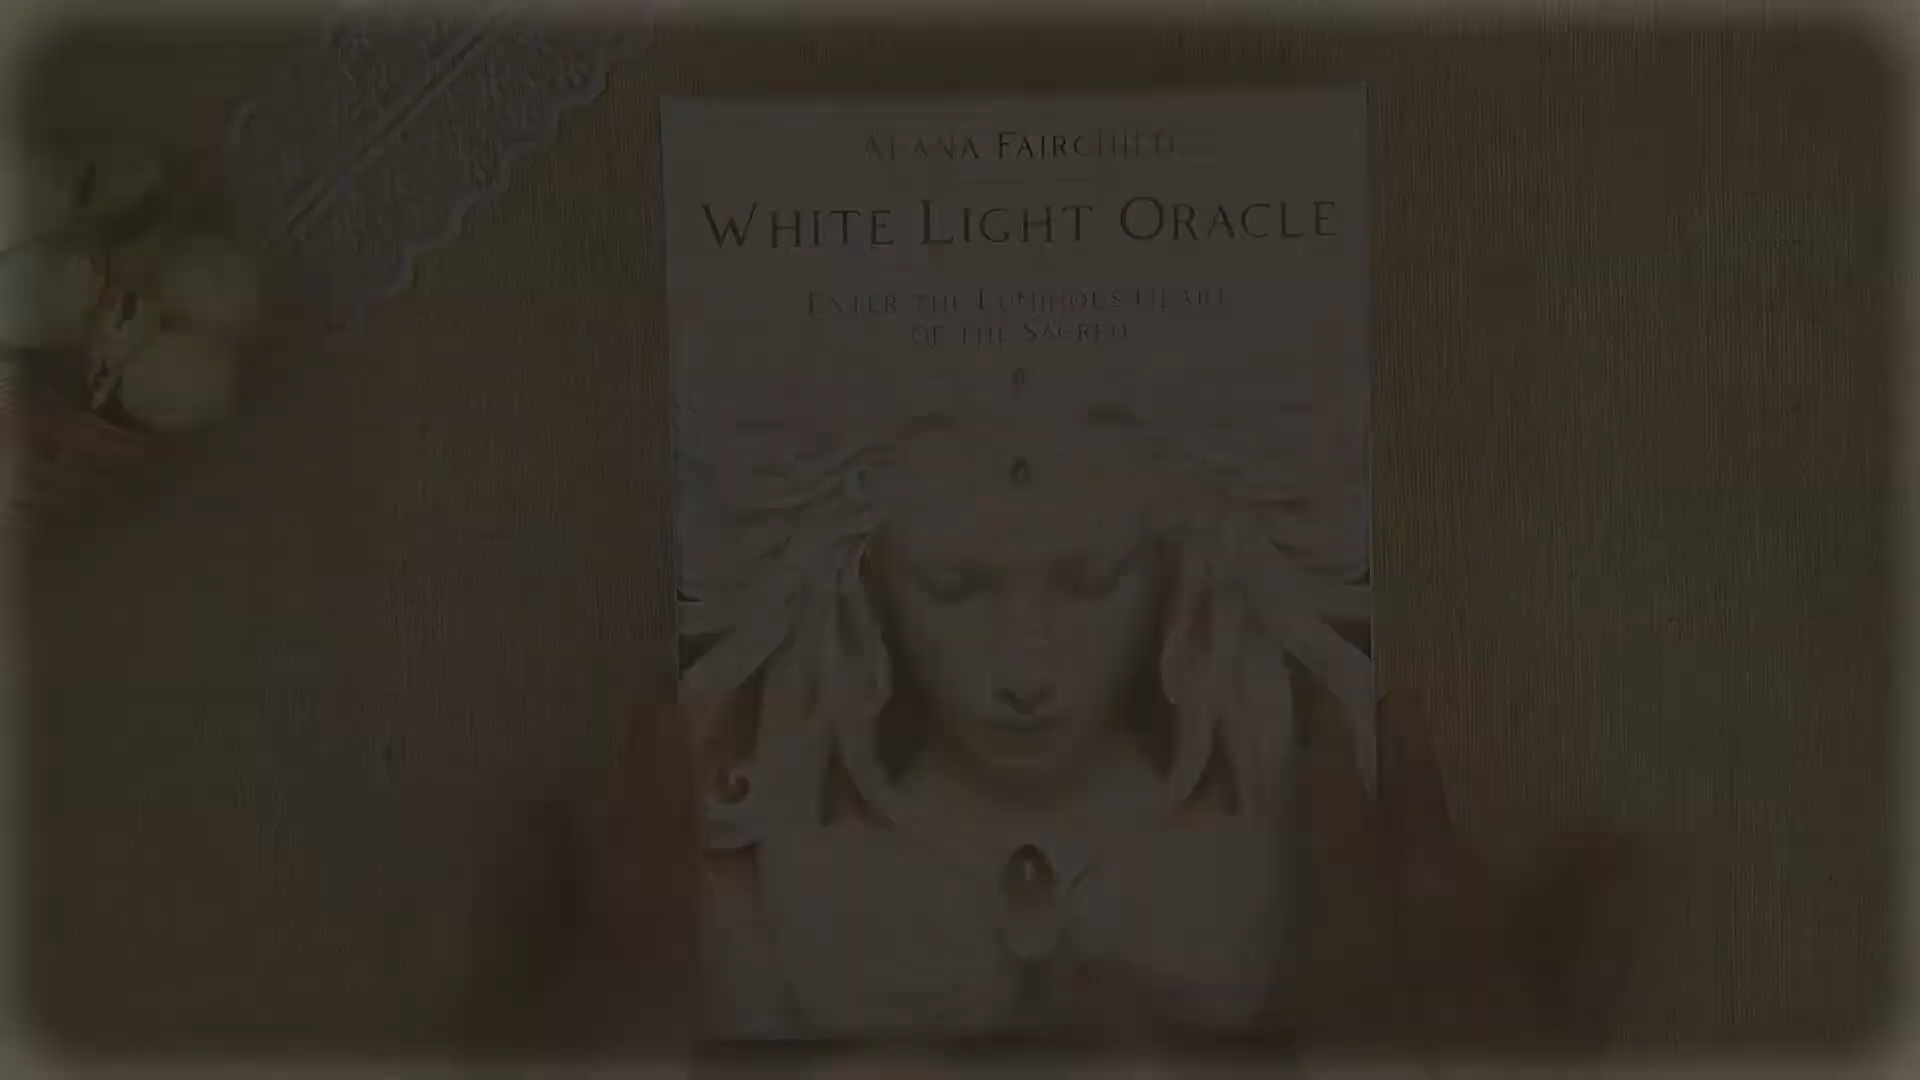 ALANA FAIRCHILD
WHITE LIGHT ORACLE
ENTER THE LUMINOUS HEART
OF THE SACRED